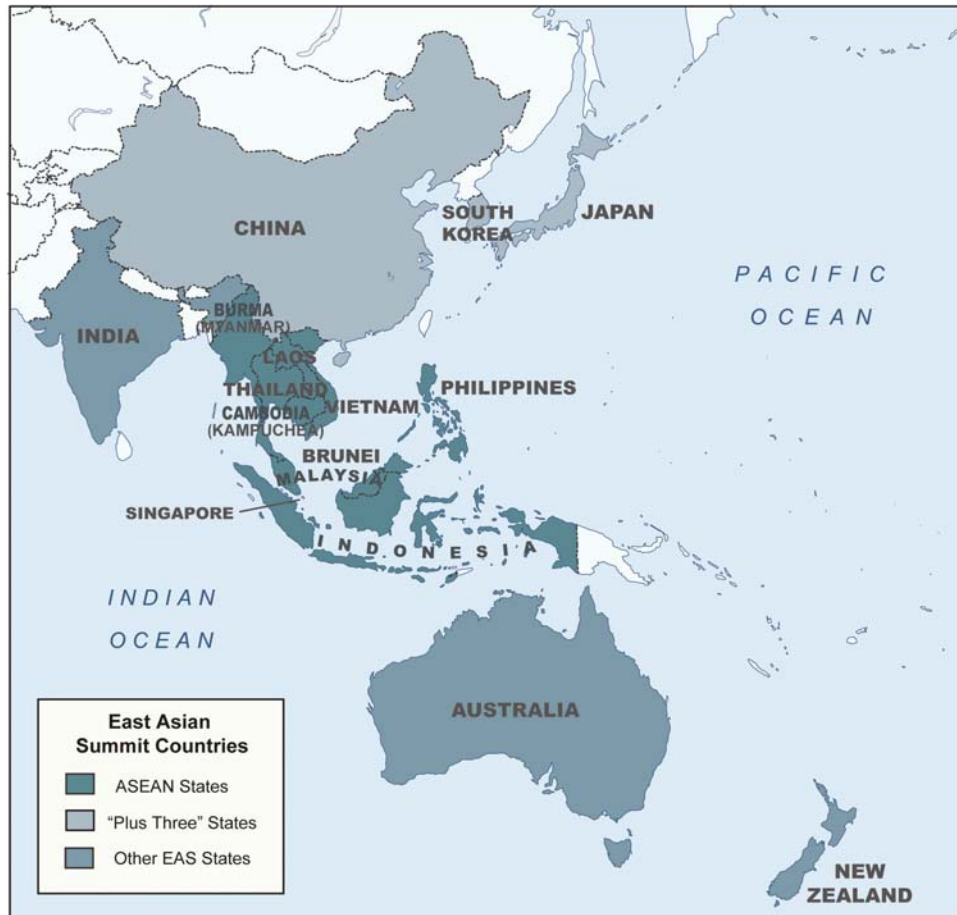 CHINA
SOUTH
KOREA
JAPAN
PACIFIC
OCEAN
INDIA
BURMA
(MYANMAR)
LAOS
THAILAND
VIETNAM
CAMBODIA
(KAMPUCHEA)
PHILIPPINES
BRUNEI
MALAYSIA
SINGAPORE
INDONESIA
INDIAN
OCEAN
AUSTRALIA
NEW
ZEALAND
East Asian
Summit Countries
ASEAN States
“Plus Three” States
Other EAS States